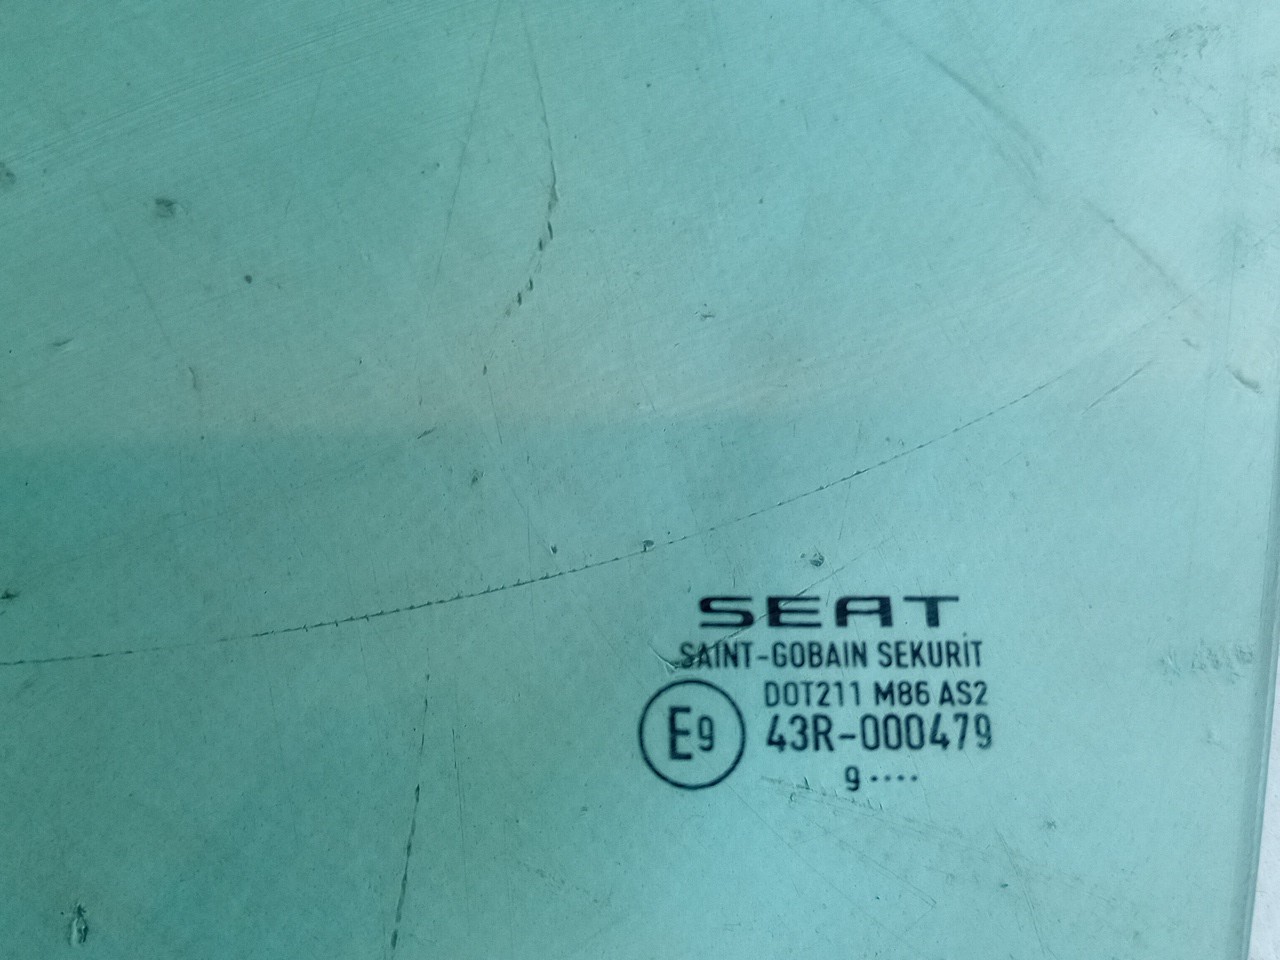 SEAT
SAINT-GOBAIN SEKURIT
DOT211 M86 AS2
E9 43R-000479
9 ····